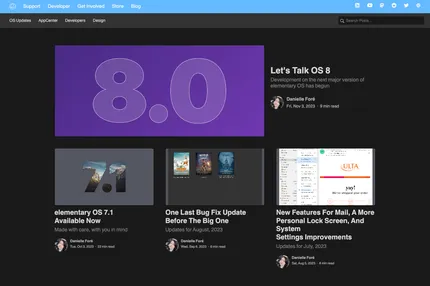 Support Developer Get Involved Store Blog
OS Updates AppCenter Developers Design
Search Posts…
8.0
Let's Talk OS 8
Development on the next major version of
elementary OS has begun
Danielle Foré
Fri, Nov 3, 2023 • 9 min read
7.1
elementary OS 7.1
Available Now
Made with care, with you in mind
Danielle Foré
Tue, Oct 3, 2023 • 23 min read
One Last Bug Fix Update
Before The Big One
Updates for August, 2023
Danielle Foré
Wed, Sep 4, 2023 • 6 min read
ULTA
yay!
New Features For Mail, A More
Personal Lock Screen, And
System
Settings Improvements
Updates for July, 2023
Danielle Foré
Sat, Aug 5, 2023 • 4 min read